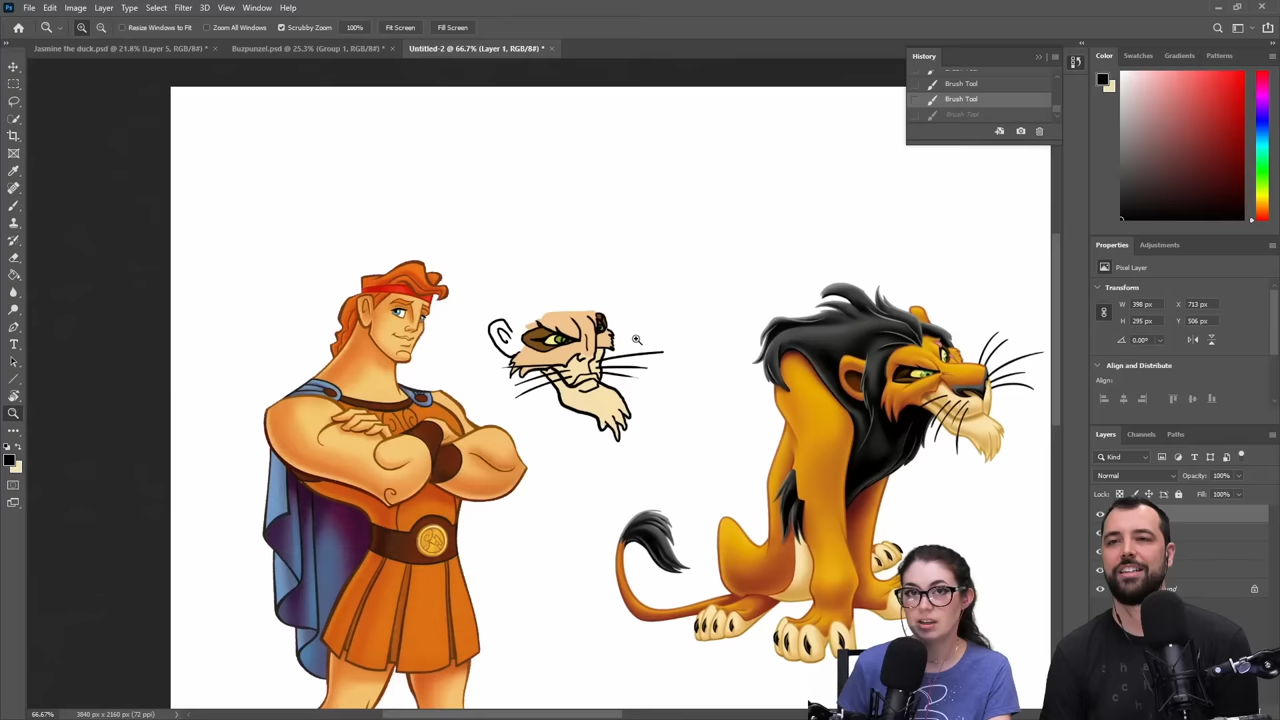 Ps File Edit Image Layer Type Select Filter 3D View Window Help
Resize Windows to Fit Zoom All Windows Scrubby Zoom 100% Fit Screen Fill Screen
Jasmine the duck.psd @ 21.8% (Layer 5, RGB/8#) * × Buzpunzel.psd @ 25.3% (Group 1, RGB/8#) * × Untitled-2 @ 66.7% (Layer 1, RGB/8#) * ×
History
Brush Tool
Brush Tool
Brush Tool
Color Swatches Gradients Patterns
Properties Adjustments
Pixel Layer
Transform
W 398 px X 713 px
H 295 px Y 506 px
0.00°
Align and Distribute
Align:
Layers Channels Paths
Kind
Normal Opacity: 100%
Lock: Fill: 100%
66.67% 3840 px x 2160 px (72 ppi)